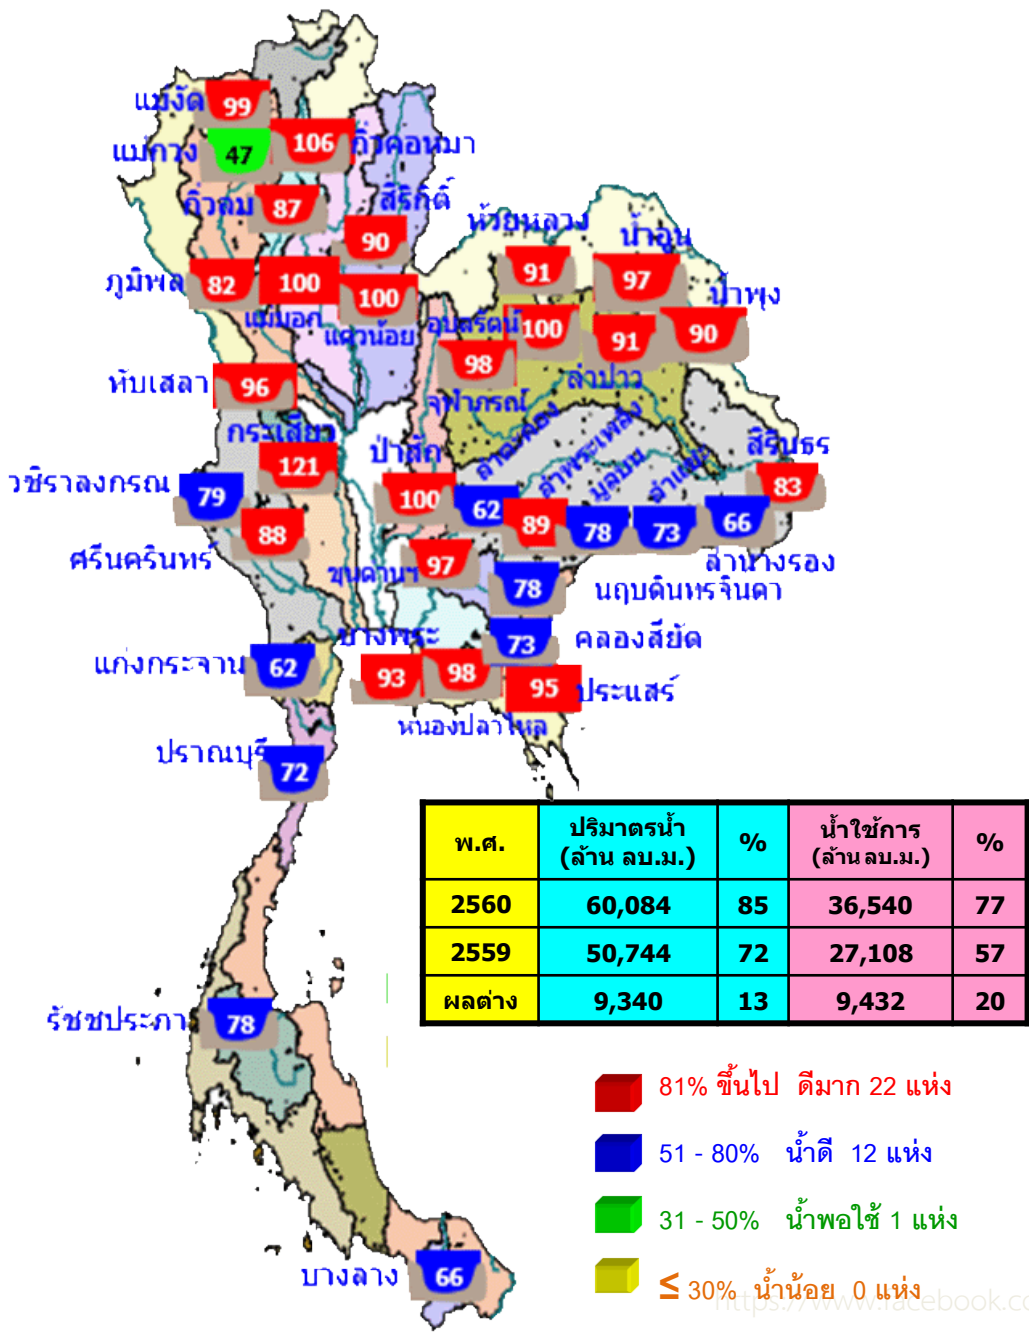 แม่งัด 99
แม่กวง 47 106 กิ่วคอหมา
กิ่วลม 87 สิริกิติ์
90 ห้วยหลวง น้ำอูน
ภูมิพล 82 100 100 91 97 น้ำพุง
แม่มอก แควน้อย อุบลรัตน์ 100 91 90
98 ลำปาว
ทับเสลา 96 จุฬาภรณ์
กระเสียว ป่าสัก ลำตะคอง ลำพระเพลิง มูลบน ลำแชะ สิรินธร
วชิราลงกรณ 79 121 100 62 83
88 89 78 73 66
ศรีนครินทร์ ขุนด่านฯ 97 ลำนางรอง
78 นฤบดินทรจินดา
บางพระ 73 คลองสียัด
แก่งกระจาน 62 93 98 95 ประแสร์
หนองปลาไหล
ปราณบุรี 72
พ.ศ. ปริมาตรน้ำ (ล้าน ลบ.ม.) % น้ำใช้การ (ล้าน ลบ.ม.) %
2560 60,084 85 36,540 77
2559 50,744 72 27,108 57
ผลต่าง 9,340 13 9,432 20
รัชชประภา 78
81% ขึ้นไป ดีมาก 22 แห่ง
51 - 80% น้ำดี 12 แห่ง
31 - 50% น้ำพอใช้ 1 แห่ง
≤ 30% น้ำน้อย 0 แห่ง
บางลาง 66
https://www.facebook.co